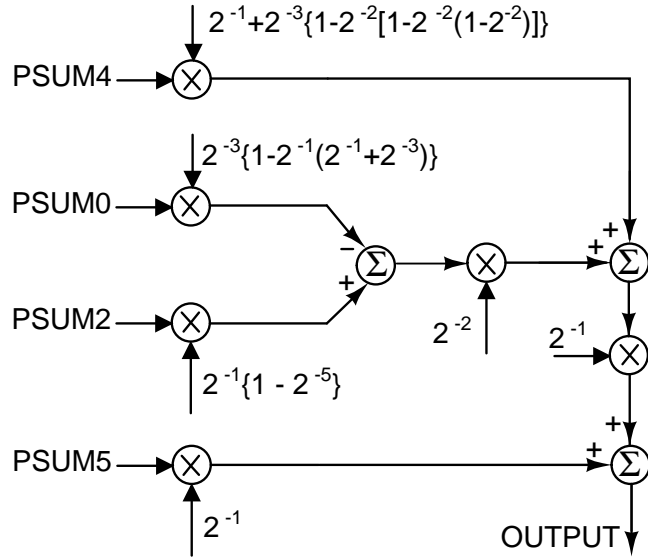 2⁻¹+2⁻³{1-2⁻²[1-2⁻²(1-2⁻²)]}
PSUM4 ×
2⁻³{1-2⁻¹(2⁻¹+2⁻³)}
PSUM0 ×
− + Σ
× 2⁻²
+ + Σ
PSUM2 ×
2⁻¹{1 - 2⁻⁵}
2⁻¹ ×
PSUM5 ×
2⁻¹
+ + Σ
OUTPUT